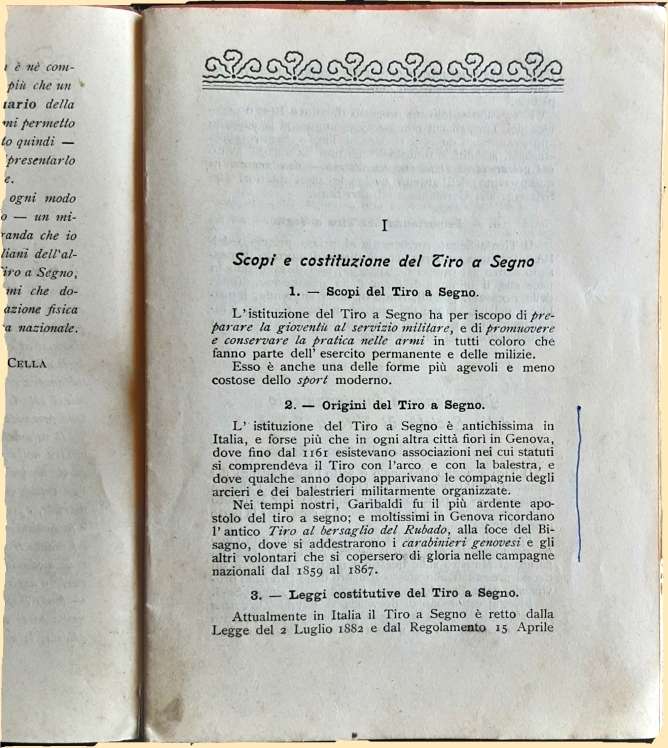 è nè com-
più che un
della
mi permetto
to quindi —
presentarlo
e.
ogni modo
o — un mi-
randa che io
liani dell'al-
Tiro a Segno,
mi che do-
azione fisica
a nazionale.
CELLA
I
Scopi e costituzione del Tiro a Segno
1. — Scopi del Tiro a Segno.
L'istituzione del Tiro a Segno ha per iscopo di pre-
parare la gioventù al servizio militare, e di promuovere
e conservare la pratica nelle armi in tutti coloro che
fanno parte dell' esercito permanente e delle milizie.
Esso è anche una delle forme più agevoli e meno
costose dello sport moderno.
2. — Origini del Tiro a Segno.
L' istituzione del Tiro a Segno è antichissima in
Italia, e forse più che in ogni altra città fiorì in Genova,
dove fino dal 1161 esistevano associazioni nei cui statuti
si comprendeva il Tiro con l'arco e con la balestra, e
dove qualche anno dopo apparivano le compagnie degli
arcieri e dei balestrieri militarmente organizzate.
Nei tempi nostri, Garibaldi fu il più ardente apo-
stolo del tiro a segno; e moltissimi in Genova ricordano
l' antico Tiro al bersaglio del Rubado, alla foce del Bi-
sagno, dove si addestrarono i carabinieri genovesi e gli
altri volontari che si copersero di gloria nelle campagne
nazionali dal 1859 al 1867.
3. — Leggi costitutive del Tiro a Segno.
Attualmente in Italia il Tiro a Segno è retto dalla
Legge del 2 Luglio 1882 e dal Regolamento 15 Aprile